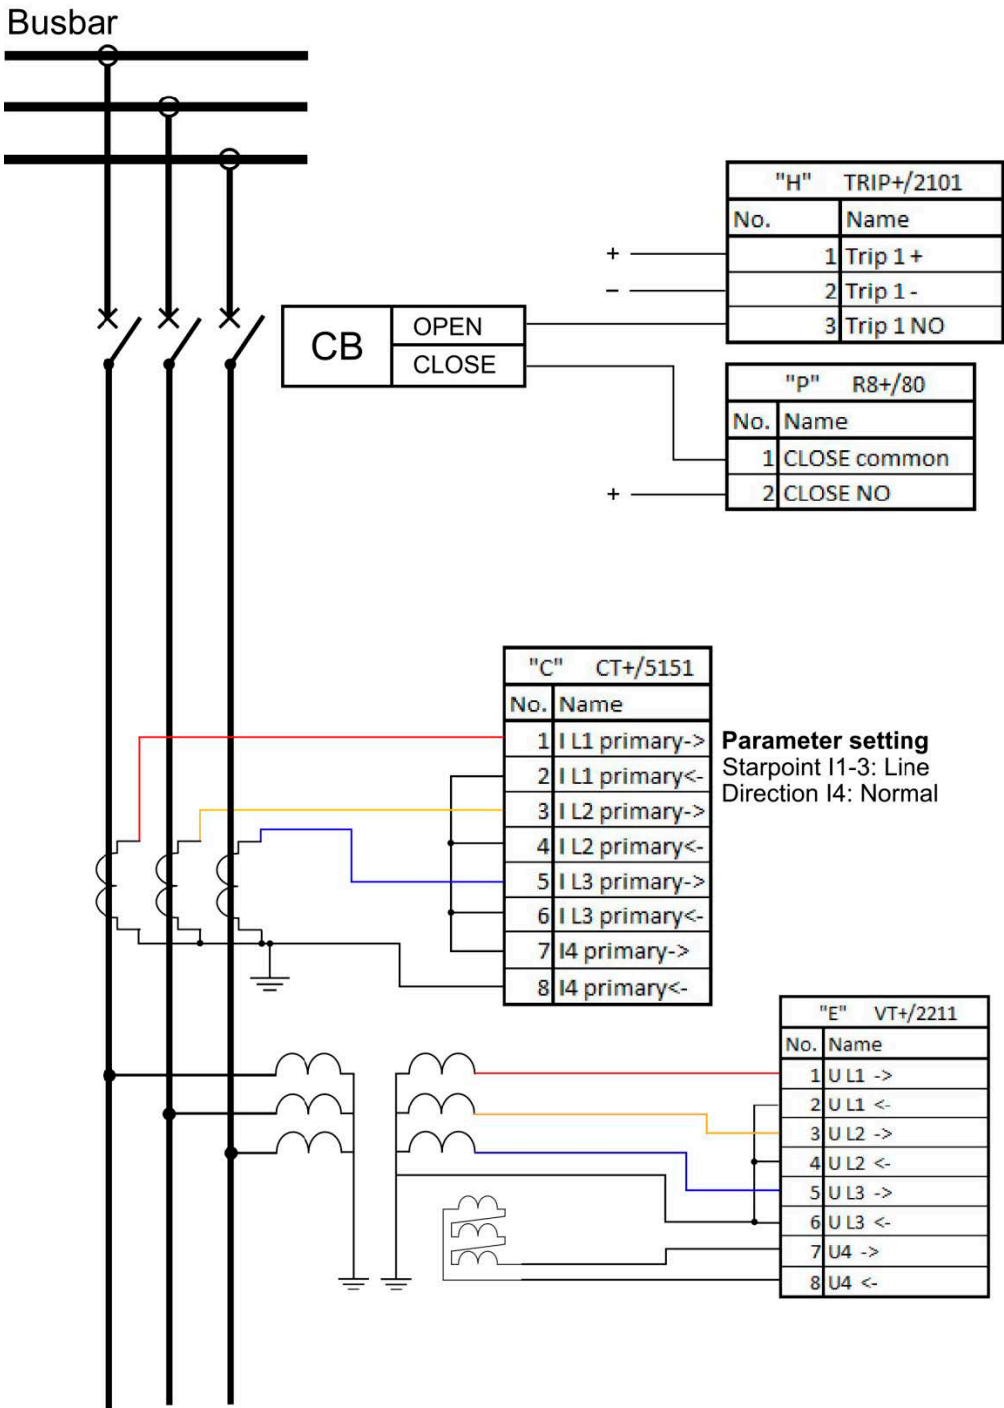 Busbar
"H" TRIP+/2101
No. Name
+ 1 Trip 1 +
− 2 Trip 1 -
3 Trip 1 NO
CB
OPEN
CLOSE
"P" R8+/80
No. Name
1 CLOSE common
+ 2 CLOSE NO
"C" CT+/5151
No. Name
1 I L1 primary->
2 I L1 primary<-
3 I L2 primary->
4 I L2 primary<-
5 I L3 primary->
6 I L3 primary<-
7 I4 primary->
8 I4 primary<-
Parameter setting
Starpoint I1-3: Line
Direction I4: Normal
"E" VT+/2211
No. Name
1 U L1 ->
2 U L1 <-
3 U L2 ->
4 U L2 <-
5 U L3 ->
6 U L3 <-
7 U4 ->
8 U4 <-